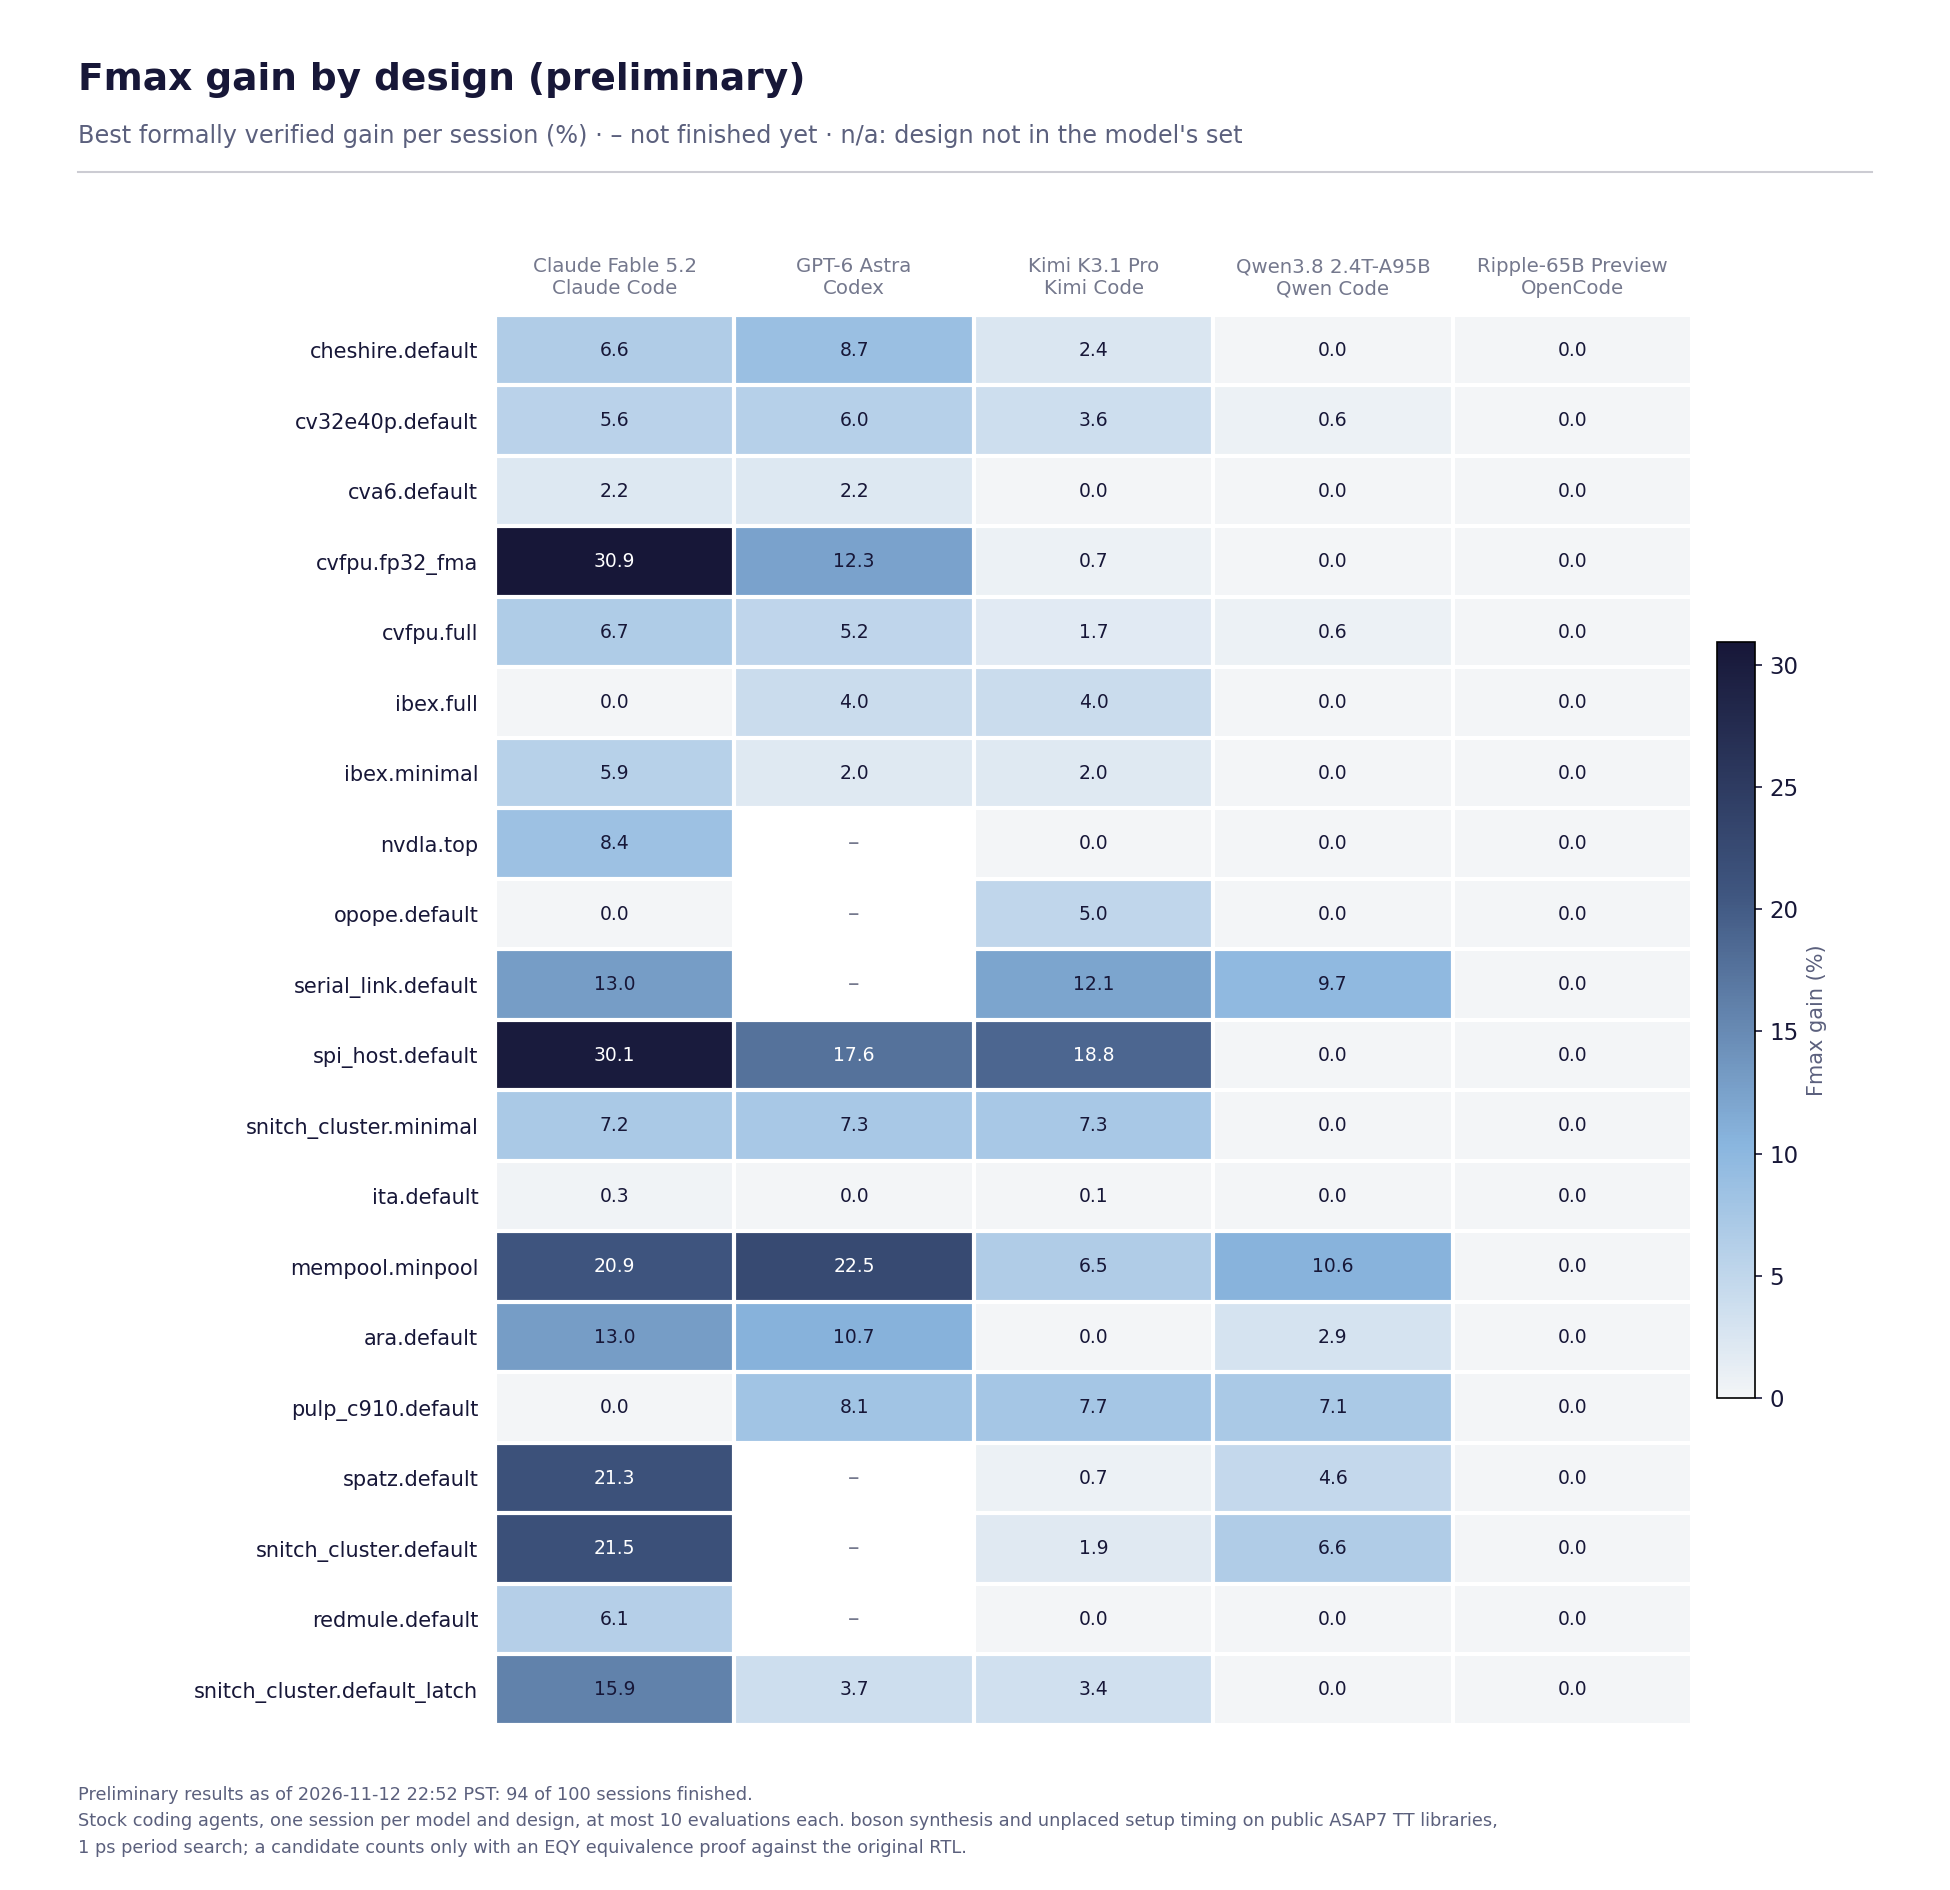 Fmax gain by design (preliminary)
Best formally verified gain per session (%) · – not finished yet · n/a: design not in the model's set
Claude Fable 5.2 GPT-6 Astra Kimi K3.1 Pro Qwen3.8 2.4T-A95B Ripple-65B Preview
Claude Code Codex Kimi Code Qwen Code OpenCode
cheshire.default 6.6 8.7 2.4 0.0 0.0
cv32e40p.default 5.6 6.0 3.6 0.6 0.0
cva6.default 2.2 2.2 0.0 0.0 0.0
cvfpu.fp32_fma 30.9 12.3 0.7 0.0 0.0
cvfpu.full 6.7 5.2 1.7 0.6 0.0
ibex.full 0.0 4.0 4.0 0.0 0.0
ibex.minimal 5.9 2.0 2.0 0.0 0.0
nvdla.top 8.4 – 0.0 0.0 0.0
opope.default 0.0 – 5.0 0.0 0.0
serial_link.default 13.0 – 12.1 9.7 0.0
spi_host.default 30.1 17.6 18.8 0.0 0.0
snitch_cluster.minimal 7.2 7.3 7.3 0.0 0.0
ita.default 0.3 0.0 0.1 0.0 0.0
mempool.minpool 20.9 22.5 6.5 10.6 0.0
ara.default 13.0 10.7 0.0 2.9 0.0
pulp_c910.default 0.0 8.1 7.7 7.1 0.0
spatz.default 21.3 – 0.7 4.6 0.0
snitch_cluster.default 21.5 – 1.9 6.6 0.0
redmule.default 6.1 – 0.0 0.0 0.0
snitch_cluster.default_latch 15.9 3.7 3.4 0.0 0.0
30
25
20
15
10
5
0
Fmax gain (%)
Preliminary results as of 2026-11-12 22:52 PST: 94 of 100 sessions finished.
Stock coding agents, one session per model and design, at most 10 evaluations each. boson synthesis and unplaced setup timing on public ASAP7 TT libraries,
1 ps period search; a candidate counts only with an EQY equivalence proof against the original RTL.